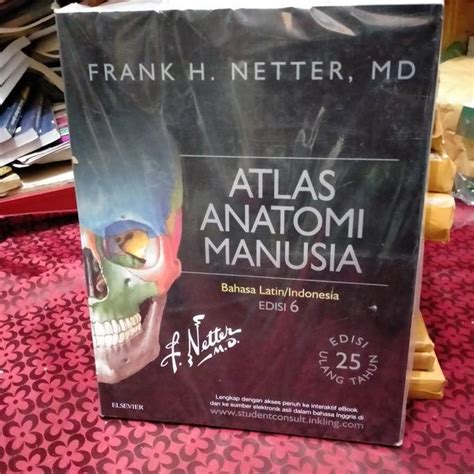 FRANK H. NETTER, MD
ATLAS
ANATOMI
MANUSIA
Bahasa Latin/Indonesia
EDISI 6
F. Netter
M.D.
EDISI
25
ULANG TAHUN
Lengkap dengan akses penuh ke interaktif eBook
dan ke sumber elektronik asli dalam bahasa Inggris di
www.studentconsult.inkling.com
ELSEVIER